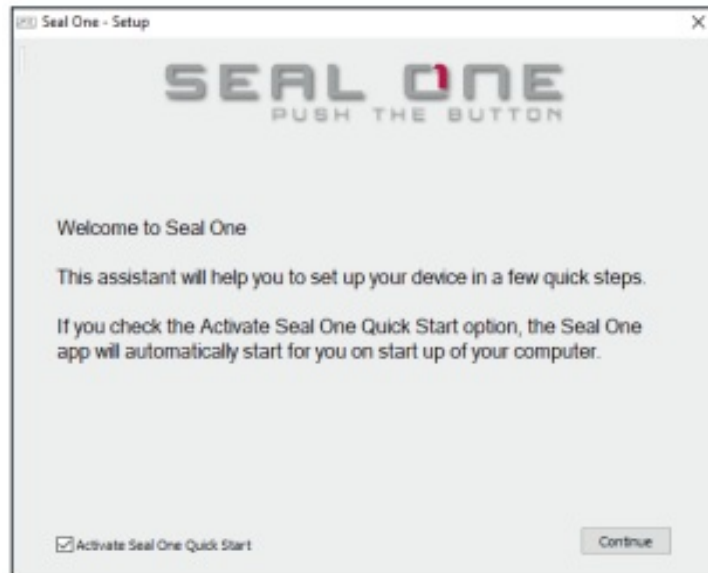 Seal One - Setup
SEAL ONE
PUSH THE BUTTON
Welcome to Seal One
This assistant will help you to set up your device in a few quick steps.
If you check the Activate Seal One Quick Start option, the Seal One
app will automatically start for you on start up of your computer.
Activate Seal One Quick Start
Continue